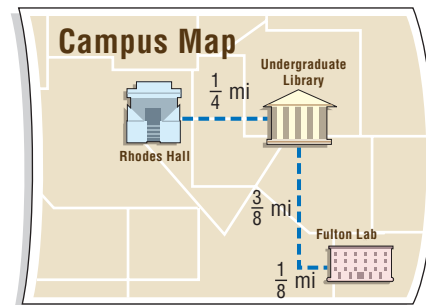 Campus Map
Undergraduate
Library
1/4 mi
Rhodes Hall
3/8 mi
Fulton Lab
1/8 mi